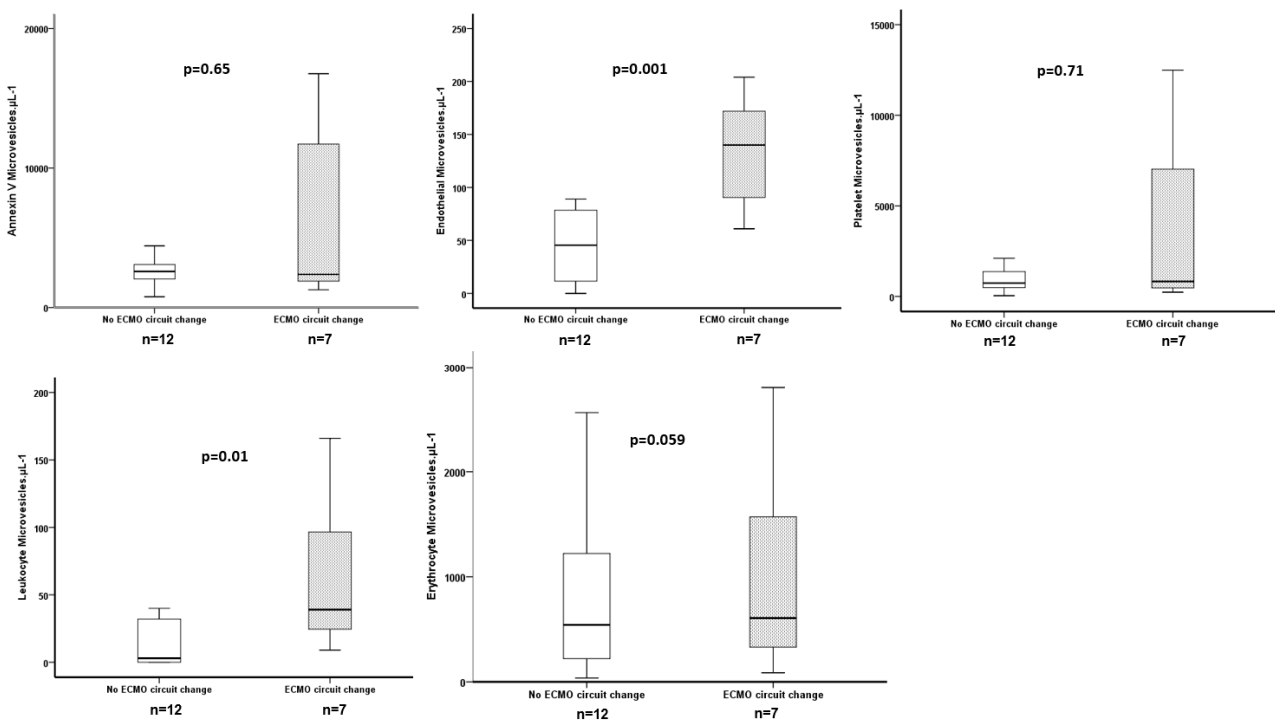 Annexin V Microvesicles.µL-1
20000
10000
0
p=0.65
No ECMO circuit change
ECMO circuit change
n=12
n=7
Endothelial Microvesicles.µL-1
250
200
150
100
50
0
p=0.001
No ECMO circuit change
ECMO circuit change
n=12
n=7
Platelet Microvesicles.µL-1
15000
10000
5000
0
p=0.71
No ECMO circuit change
ECMO circuit change
n=12
n=7
Leukocyte Microvesicles.µL-1
200
150
100
50
0
p=0.01
No ECMO circuit change
ECMO circuit change
n=12
n=7
Erythrocyte Microvesicles.µL-1
3000
2000
1000
0
p=0.059
No ECMO circuit change
ECMO circuit change
n=12
n=7